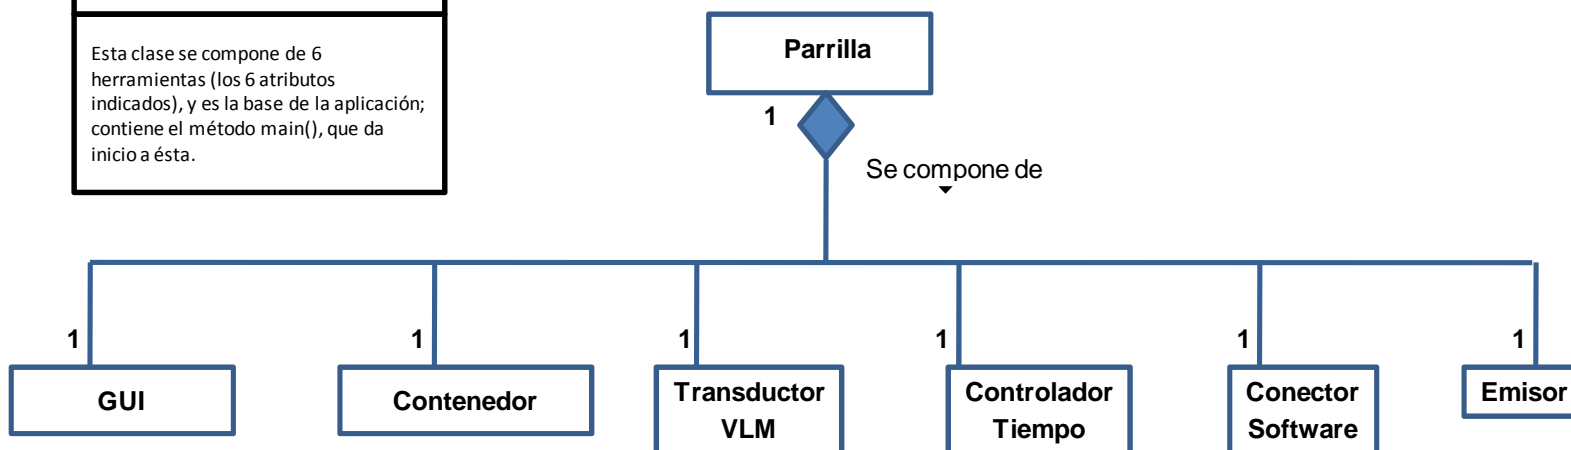 Esta clase se compone de 6
herramientas (los 6 atributos
indicados), y es la base de la aplicación;
contiene el método main(), que da
inicio a ésta.
Parrilla
1
Se compone de
1
1
1
1
1
1
GUI
Contenedor
Transductor
VLM
Controlador
Tiempo
Conector
Software
Emisor